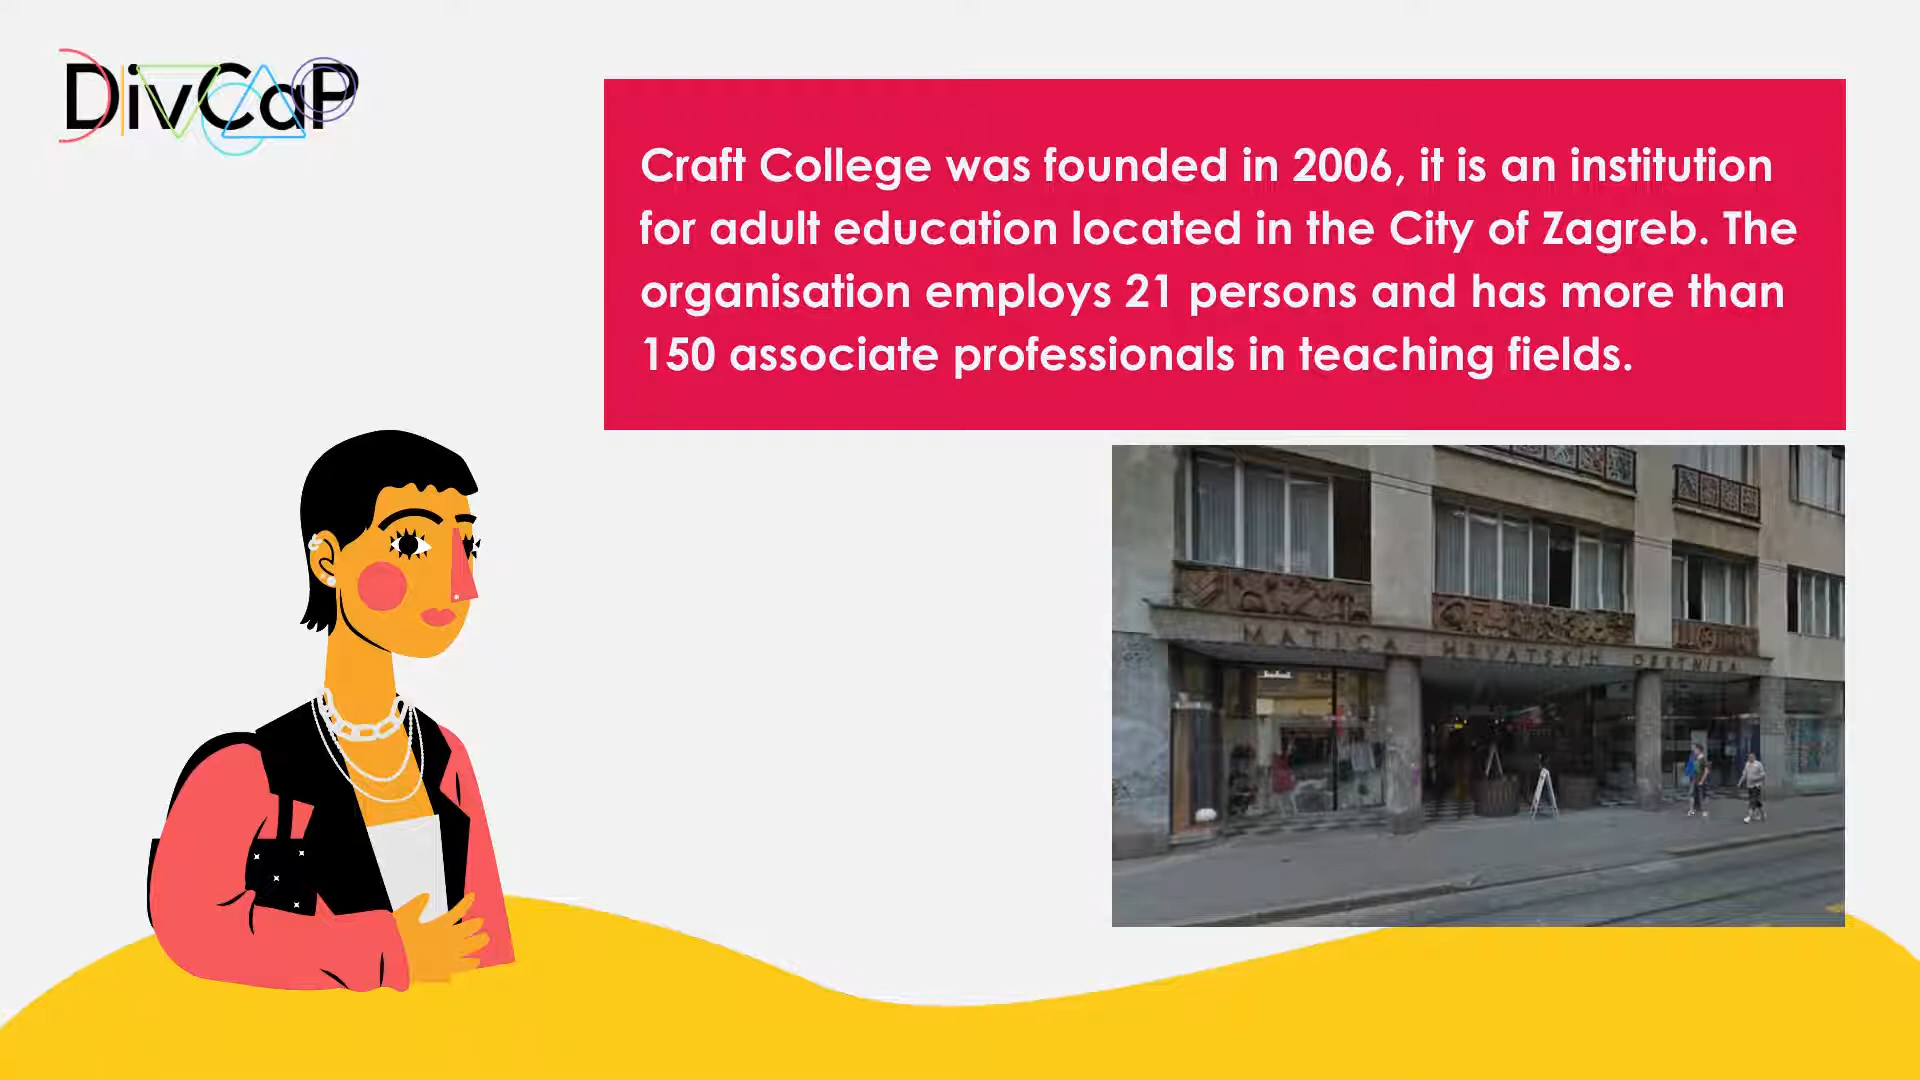 DivCaP
Craft College was founded in 2006, it is an institution
for adult education located in the City of Zagreb. The
organisation employs 21 persons and has more than
150 associate professionals in teaching fields.
MATICA HRVATSKIH OBRTNIKA